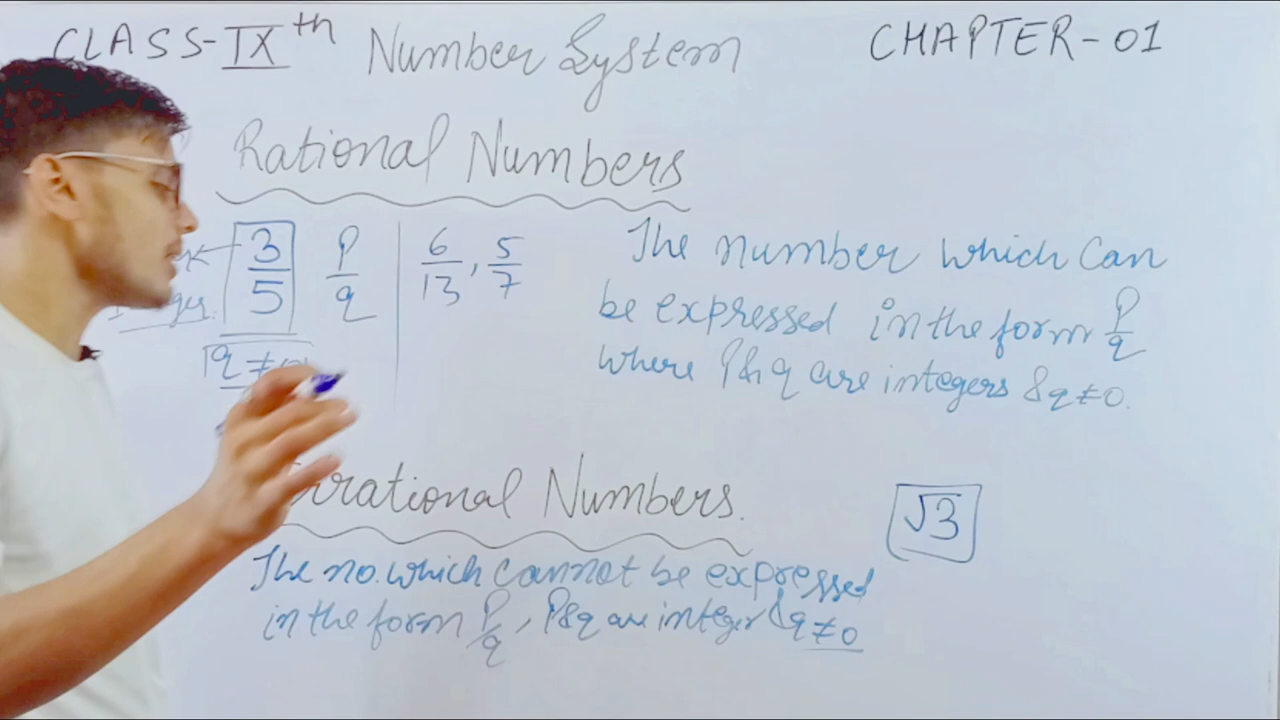 CLASS-IXth Number System CHAPTER-01
Rational Numbers
3/5 P/q 6/13, 5/7
q ≠
The number which can
be expressed in the form P/q
where P & q are integers & q ≠ 0.
Irrational Numbers.
√3
The no. which cannot be expressed
in the form P/q, P & q are integer & q ≠ 0